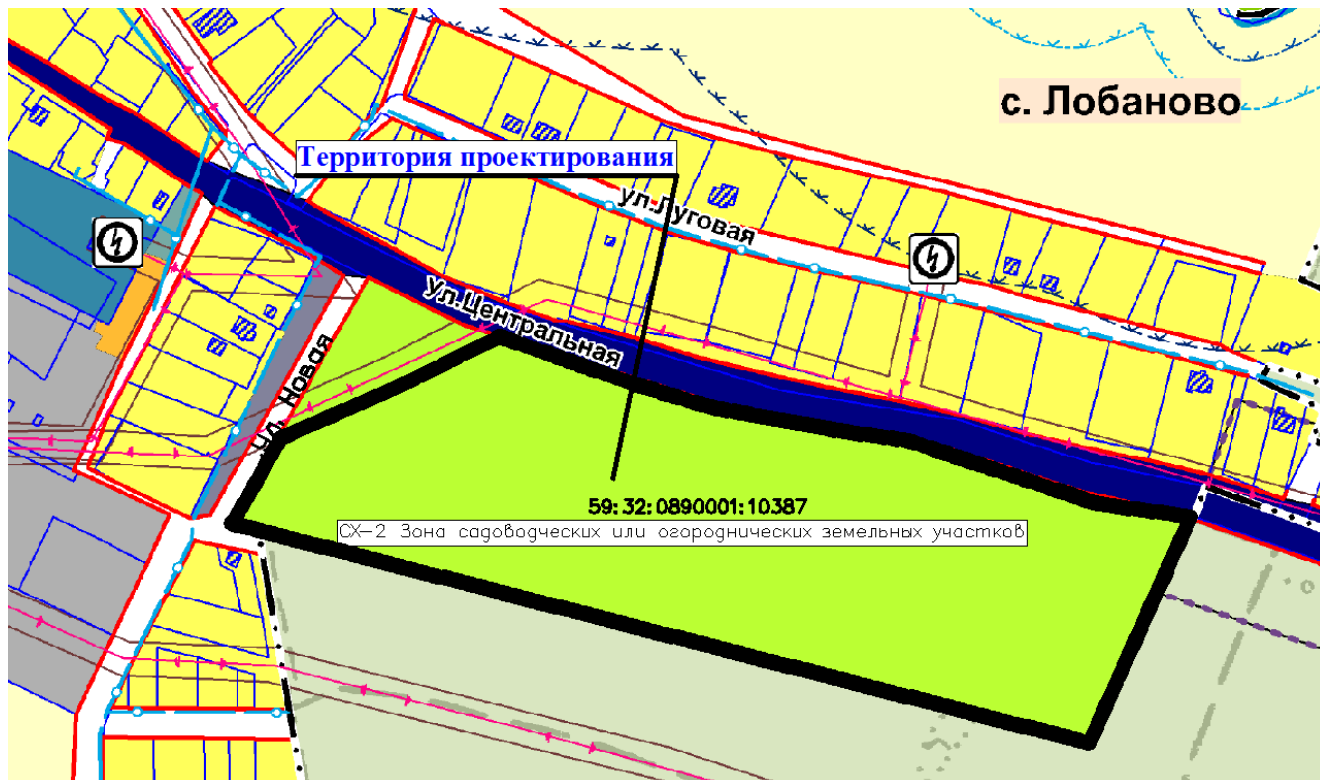 с. Лобаново
Территория проектирования
ул.Луговая
Ул.Центральная
Ул. Новая
59:32:0890001:10387
СХ-2 Зона садоводческих или огороднических земельных участков